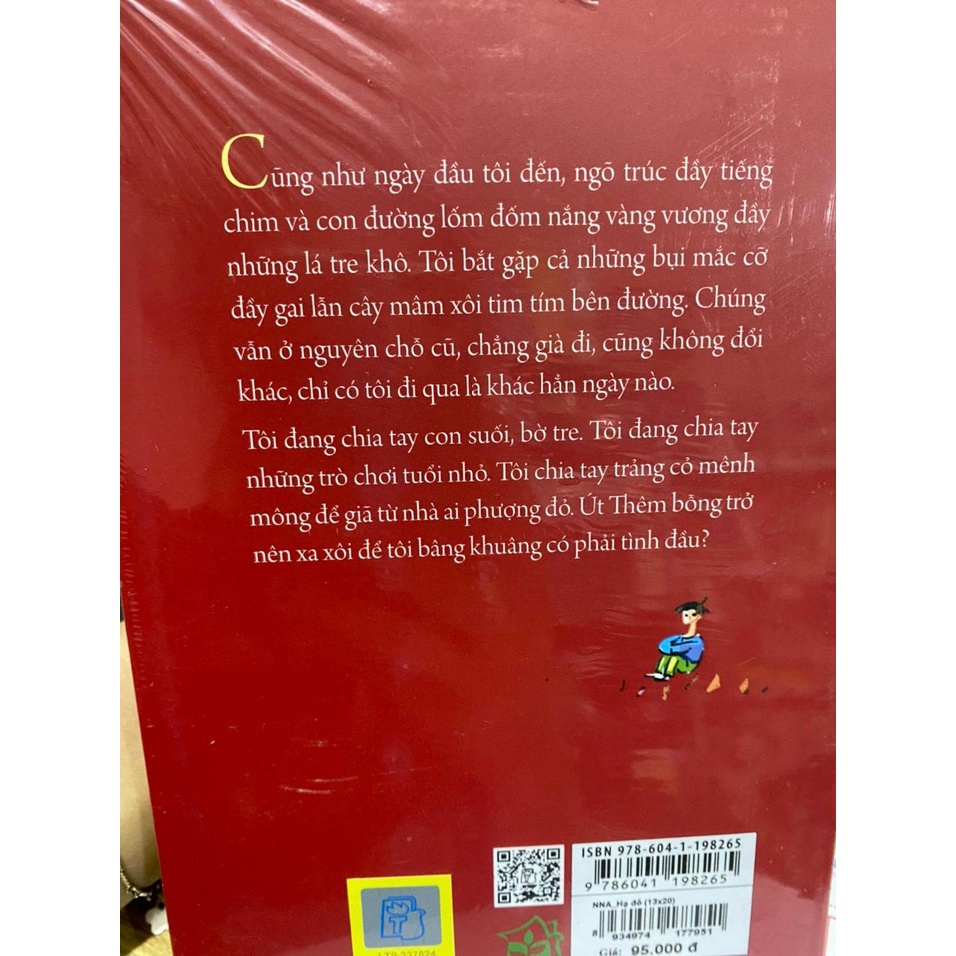 Cũng như ngày đầu tôi đến, ngõ trúc đầy tiếng
chim và con đường lốm đốm nắng vàng vương đầy
những lá tre khô. Tôi bắt gặp cả những bụi mắc cỡ
đầy gai lẫn cây mâm xôi tim tím bên đường. Chúng
vẫn ở nguyên chỗ cũ, chẳng già đi, cũng không đổi
khác, chỉ có tôi đi qua là khác hẳn ngày nào.
Tôi đang chia tay con suối, bờ tre. Tôi đang chia tay
những trò chơi tuổi nhỏ. Tôi chia tay trảng cỏ mênh
mông để giã từ nhà ai phượng đỏ. Út Thêm bỗng trở
nên xa xôi để tôi bâng khuâng có phải tình đầu?
ISBN 978-604-1-198265
9 786041 198265
NNA_Hạ đỏ (13x20)
8 934974 177951
Giá: 95.000 đ